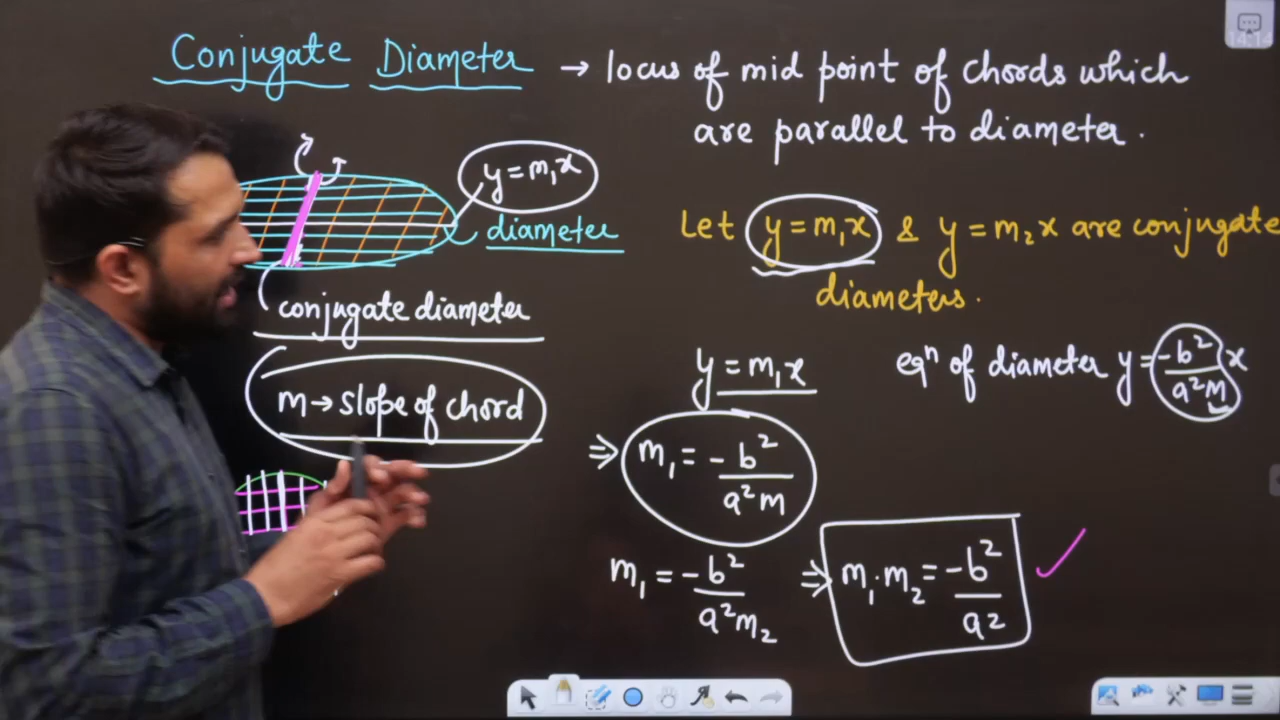 Conjugate Diameter → locus of mid point of chords which
are parallel to diameter.
y = m₁x
diameter
conjugate diameter
m → slope of chord
Let y = m₁x & y = m₂x are conjugate
diameters.
y = m₁x
eqⁿ of diameter y = -b²/a²m x
⇒ m₁ = -b²/a²m
m₁ = -b²/a²m₂ ⇒ m₁·m₂ = -b²/a²
14:14